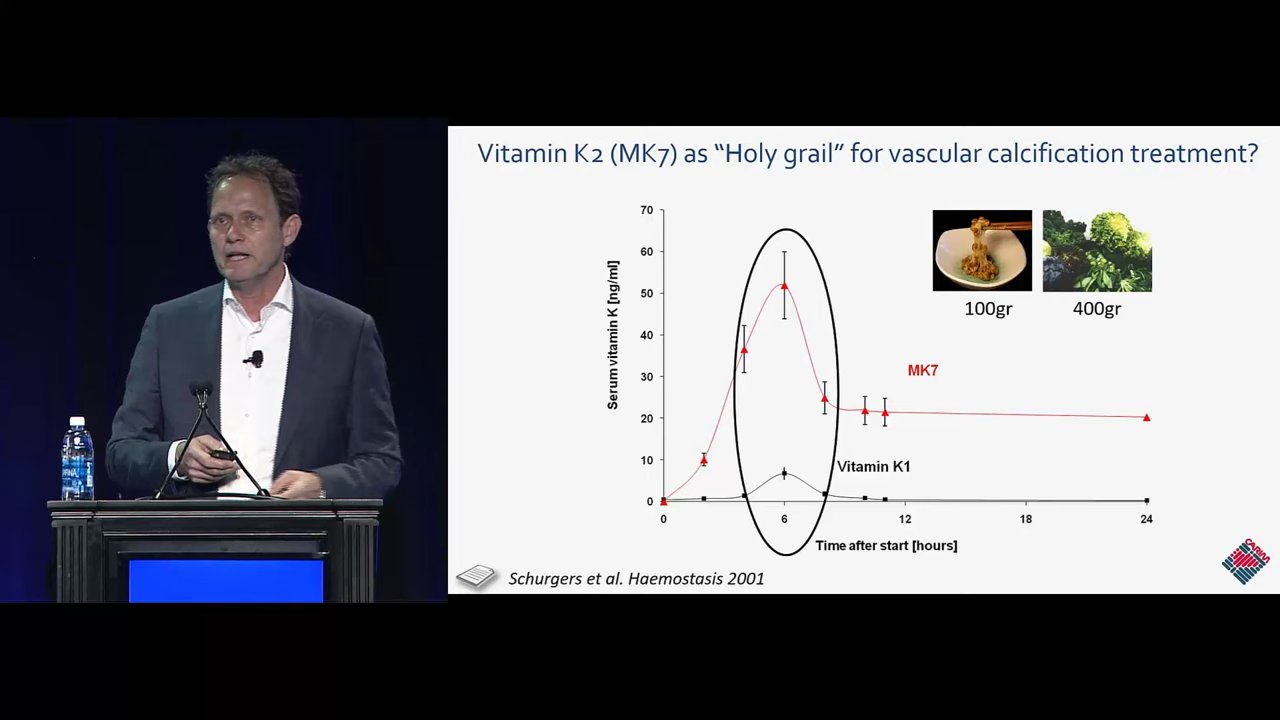 Vitamin K2 (MK7) as “Holy grail” for vascular calcification treatment?
70
60
50
40
30
20
10
0
Serum vitamin K [ng/ml]
100gr
400gr
MK7
Vitamin K1
0
6
12
18
24
Time after start [hours]
Schurgers et al. Haemostasis 2001
CARIM